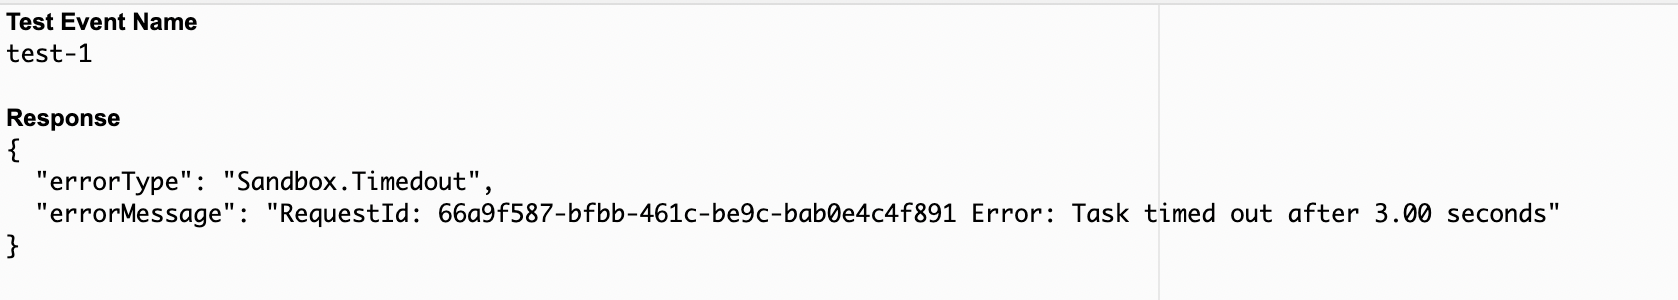 Test Event Name
test-1
Response
{
"errorType": "Sandbox.Timedout",
"errorMessage": "RequestId: 66a9f587-bfbb-461c-be9c-bab0e4c4f891 Error: Task timed out after 3.00 seconds"
}